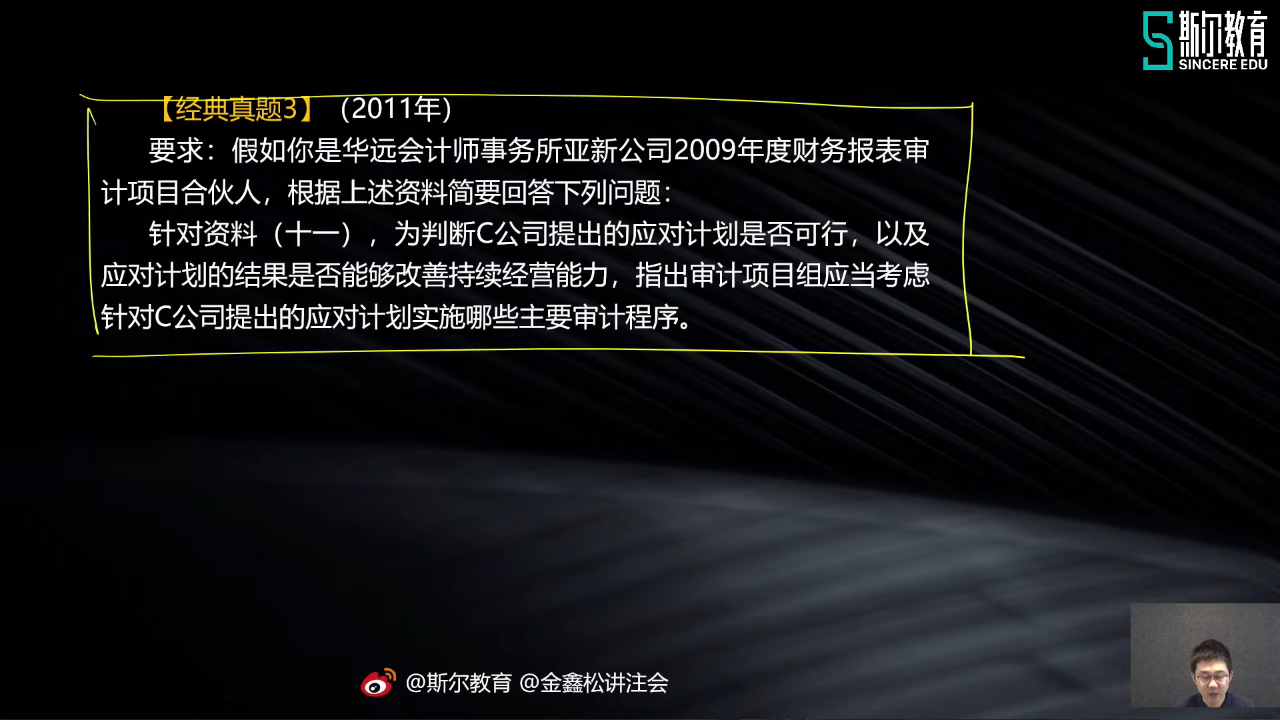 斯尔教育
SINCERE EDU
【经典真题3】（2011年）
要求：假如你是华远会计师事务所亚新公司2009年度财务报表审
计项目合伙人，根据上述资料简要回答下列问题：
针对资料（十一），为判断C公司提出的应对计划是否可行，以及
应对计划的结果是否能够改善持续经营能力，指出审计项目组应当考虑
针对C公司提出的应对计划实施哪些主要审计程序。
@斯尔教育 @金鑫松讲注会